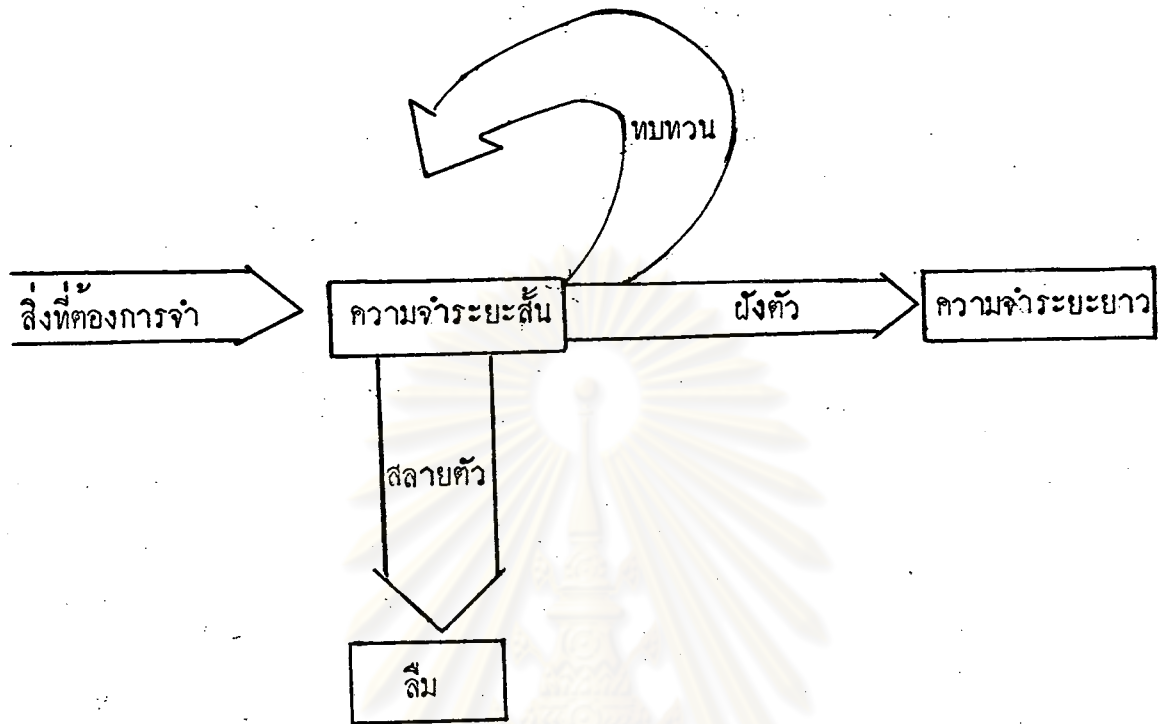 ทบทวน
สิ่งที่ต้องการจำ
ความจำระยะสั้น
ฝังตัว
ความจำระยะยาว
สลายตัว
ลืม